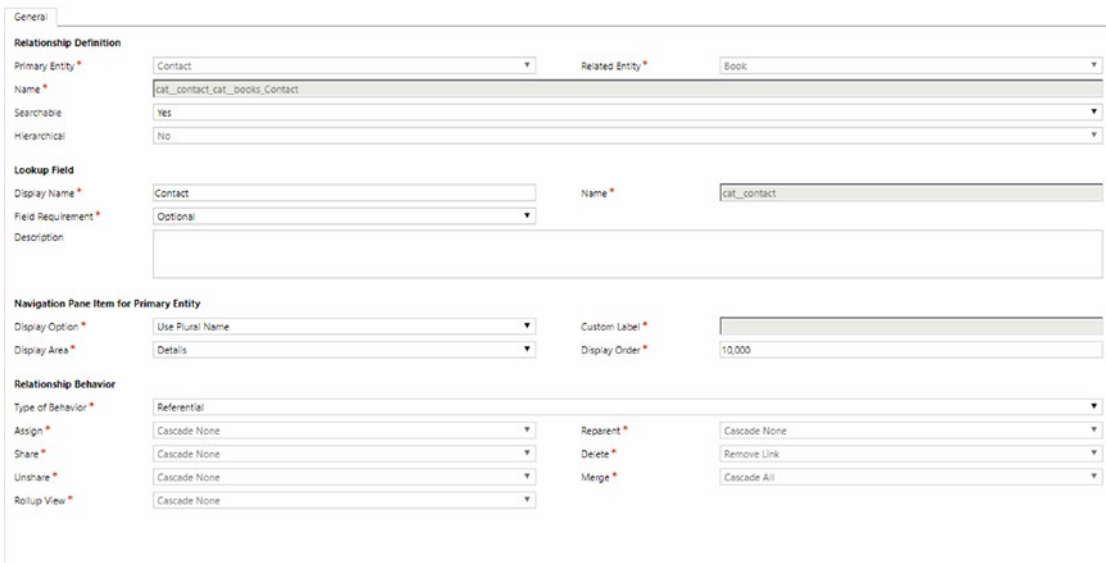 General
Relationship Definition
Primary Entity * Contact Related Entity * Book
Name * cat__contact_cat__books_Contact
Searchable Yes
Hierarchical No
Lookup Field
Display Name * Contact Name * cat__contact
Field Requirement * Optional
Description
Navigation Pane Item for Primary Entity
Display Option * Use Plural Name Custom Label *
Display Area * Details Display Order * 10,000
Relationship Behavior
Type of Behavior * Referential
Assign * Cascade None Reparent * Cascade None
Share * Cascade None Delete * Remove Link
Unshare * Cascade None Merge * Cascade All
Rollup View * Cascade None